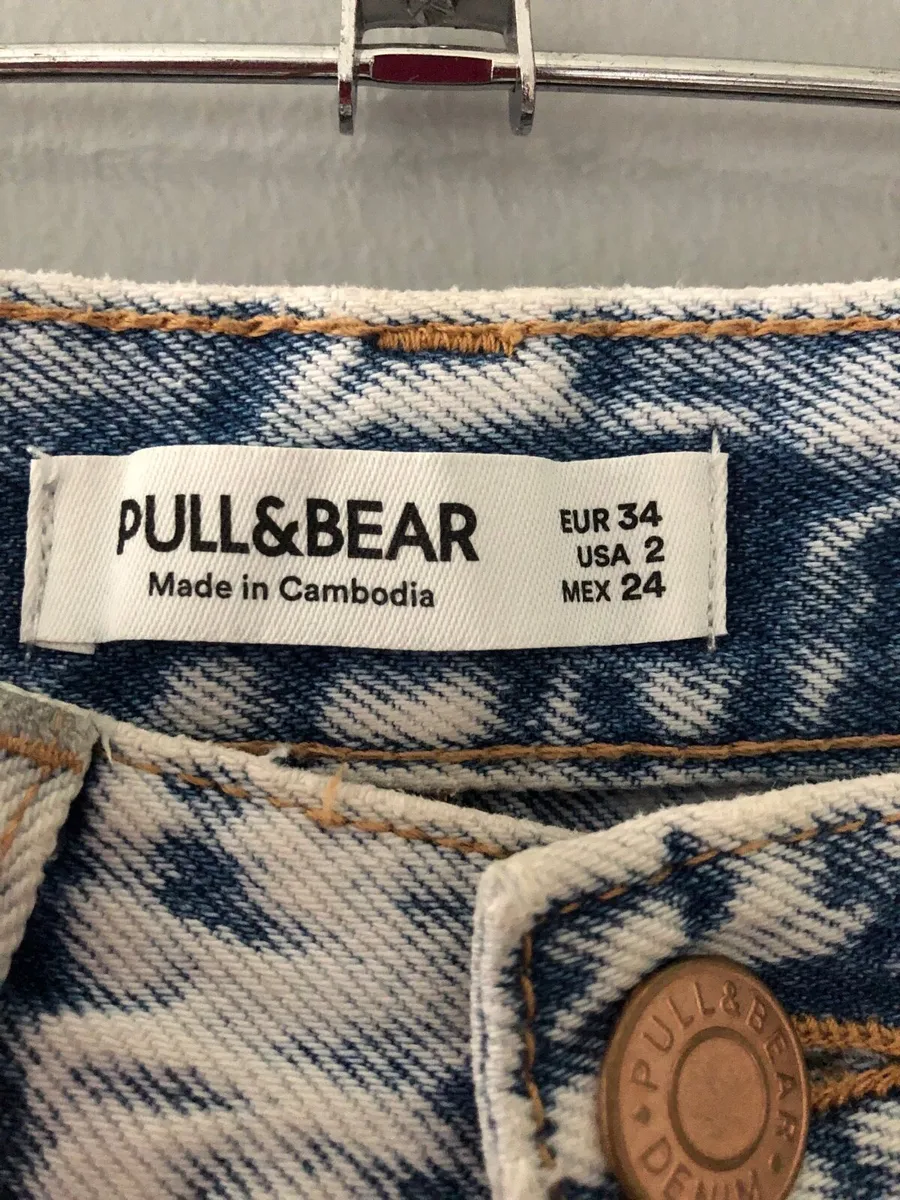 PULL&BEAR
Made in Cambodia
EUR 34
USA 2
MEX 24
PULL&BEAR
DENIM